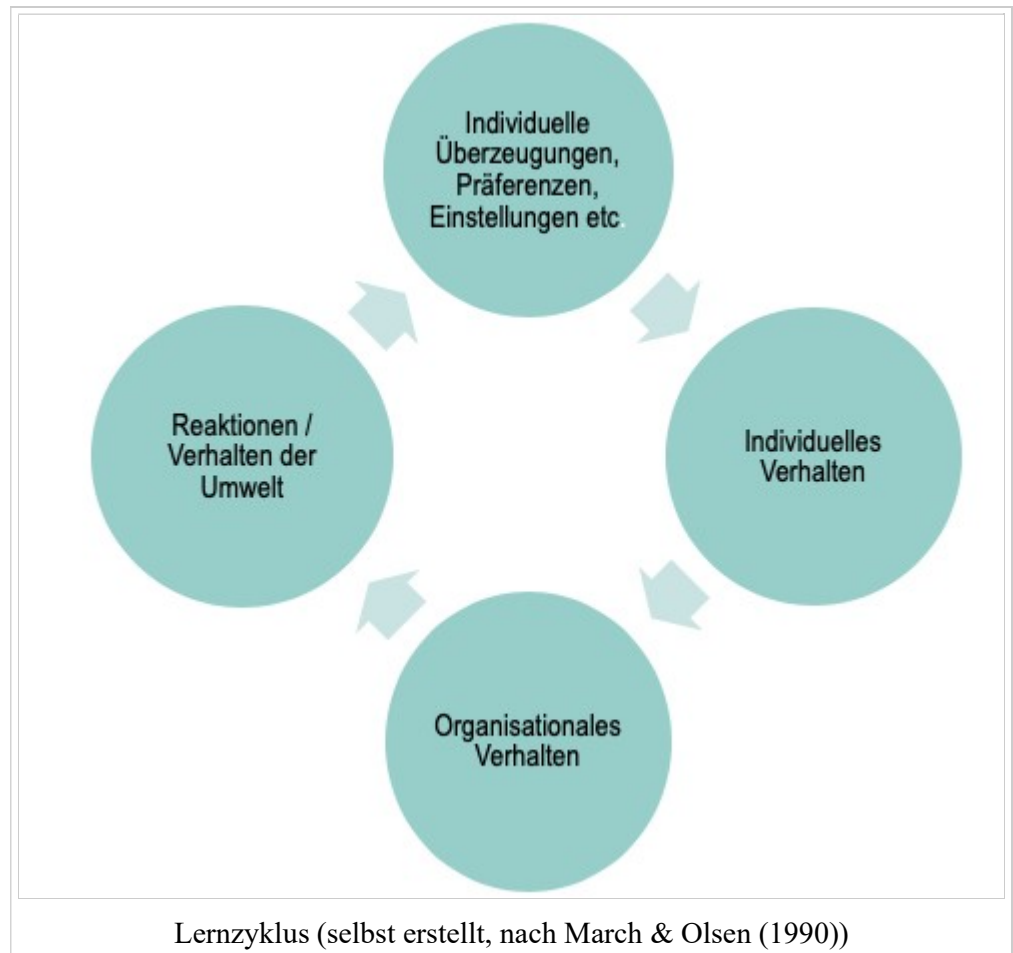 Individuelle
Überzeugungen,
Präferenzen,
Einstellungen etc.
Reaktionen /
Verhalten der
Umwelt
Individuelles
Verhalten
Organisationales
Verhalten
Lernzyklus (selbst erstellt, nach March & Olsen (1990))